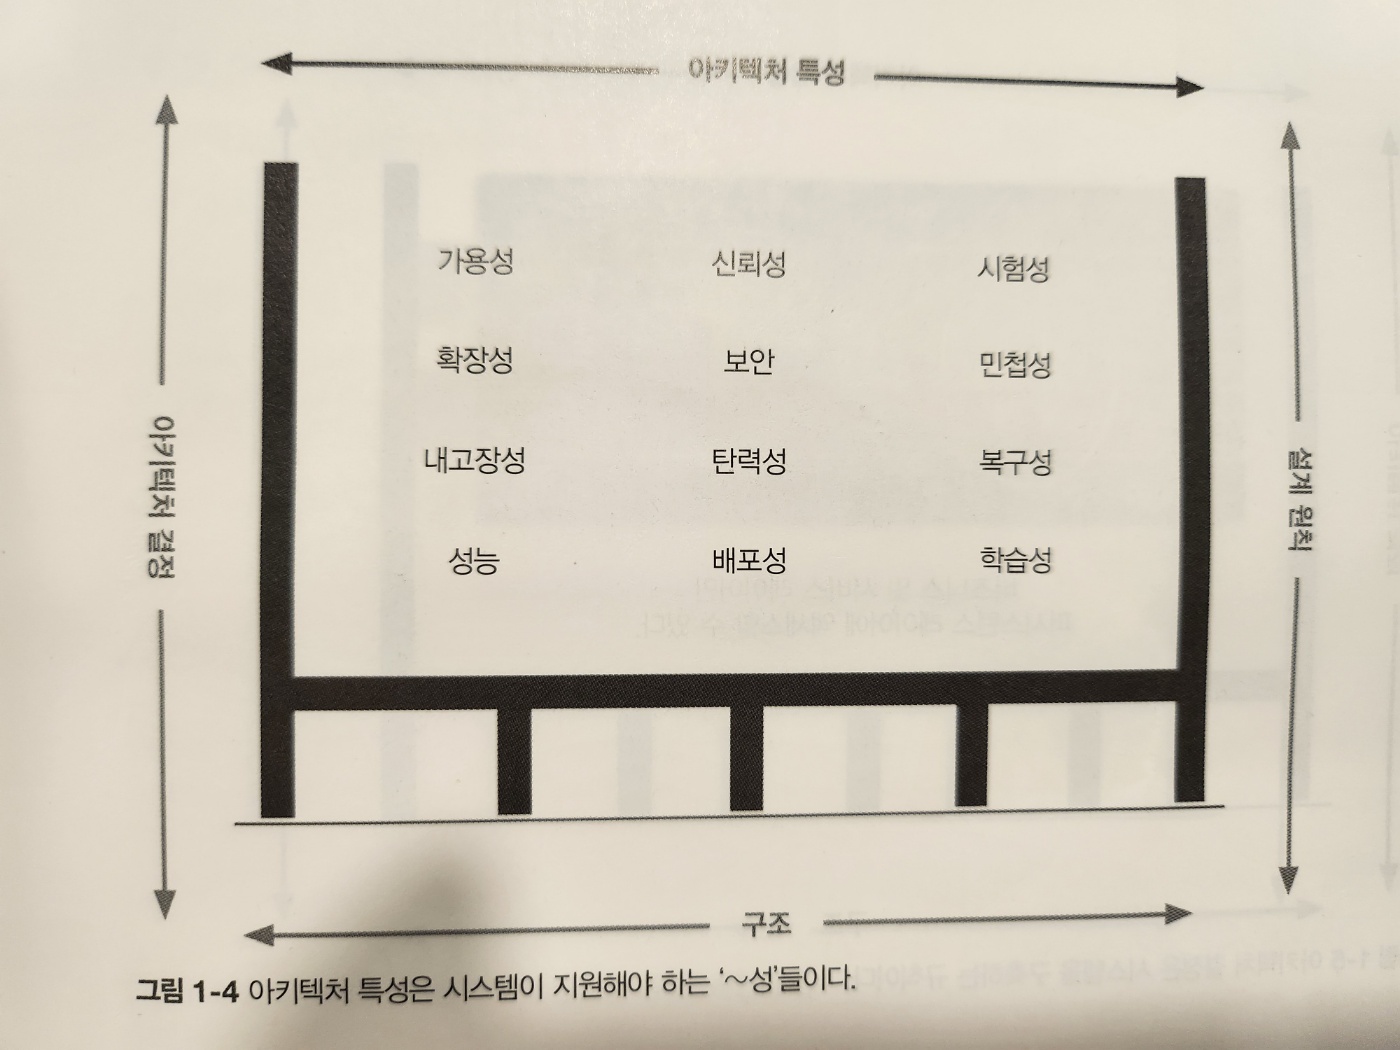 아키텍처 특성
가용성 신뢰성 시험성
확장성 보안 민첩성
내고장성 탄력성 복구성
성능 배포성 학습성
아키텍처 결정
설계 원칙
구조
그림 1-4 아키텍처 특성은 시스템이 지원해야 하는 ‘~성’들이다.